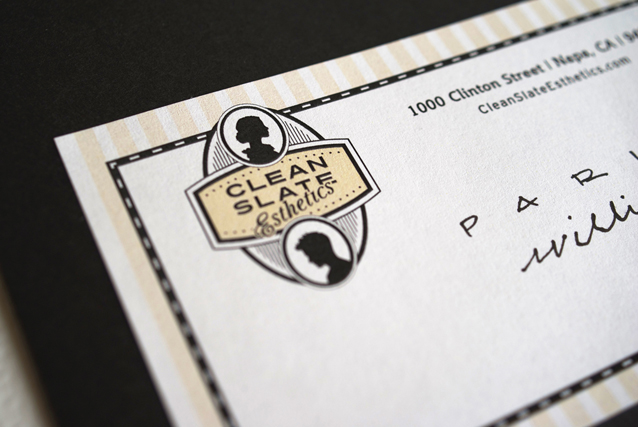 1000 Clinton Street | Napa, CA |
CleanSlateEsthetics.com
CLEAN
SLATE
Esthetics
P A R